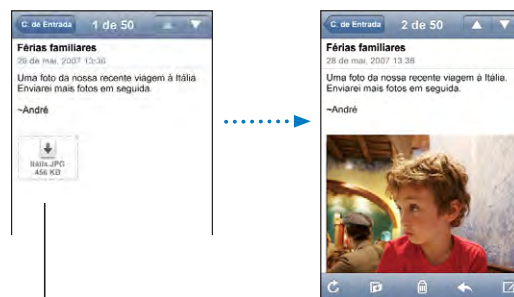 C. de Entrada
1 de 50
Férias familiares
28 de mai, 2007 13:36
Uma foto da nossa recente viagem à Itália
Enviarei mais fotos em seguida.
~André
Itália.JPG
456 KB
C. de Entrada
2 de 50
Férias familiares
28 de mai, 2007 13.38
Uma foto da nossa recente viagem à Itália.
Enviarei mais fotos em seguida.
~André